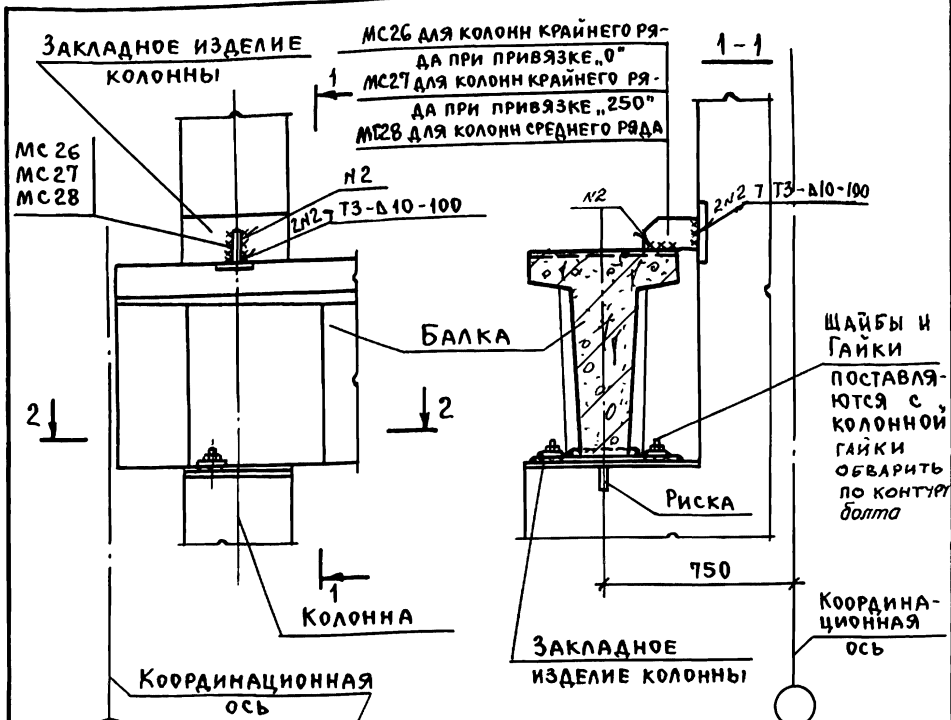 Закладное изделие
колонны
МС26 для колонн крайнего ря-
да при привязке „0"
МС27 для колонн крайнего ря-
да при привязке „250"
МС28 для колонн среднего ряда
1-1
1
МС 26
МС 27
МС 28
N2
2N2 Т3-Δ10-100
N2
2N2 Т3-Δ10-100
Балка
Шайбы и
гайки
поставля-
ются с
колонной
гайки
обварить
по контуру
болта
2
2
Риска
750
1
Колонна
Координа-
ционная
ось
Закладное
изделие колонны
Координационная
ось